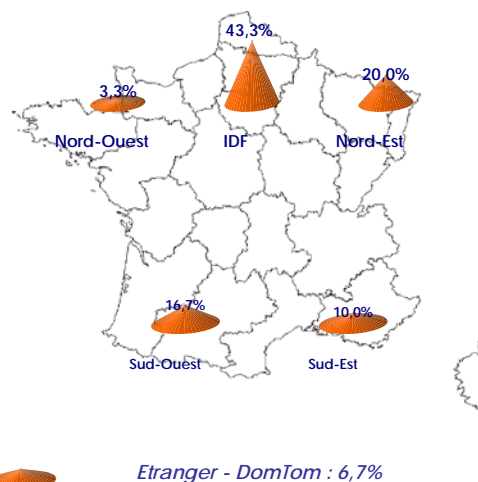 43,3%
3,3%
20,0%
Nord-Ouest
IDF
Nord-Est
16,7%
10,0%
Sud-Ouest
Sud-Est
Etranger - DomTom : 6,7%